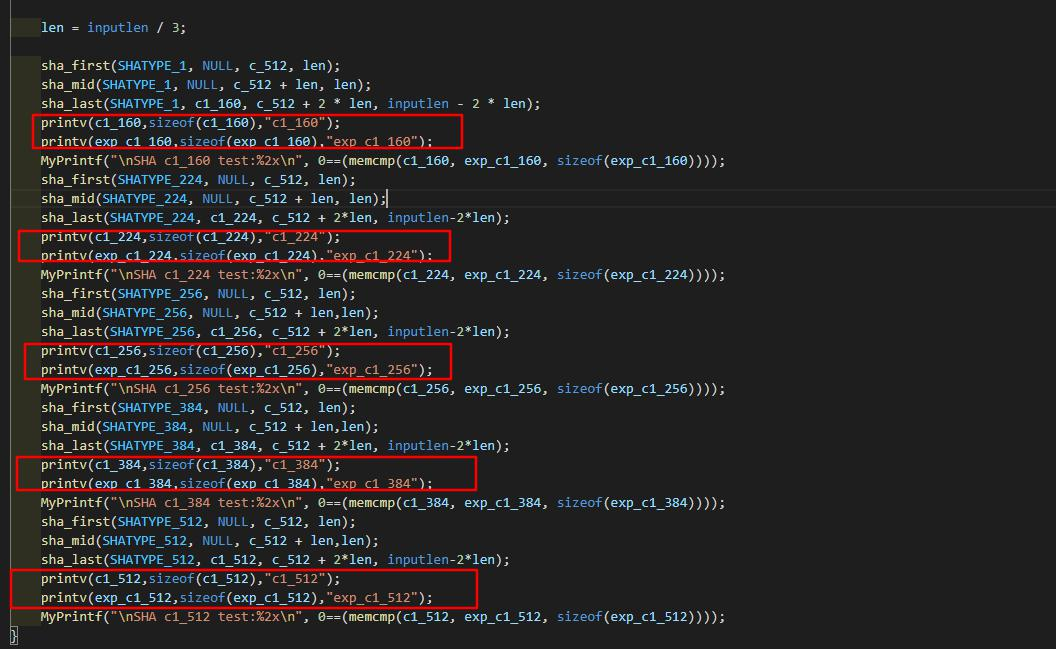 len = inputlen / 3;
sha_first(SHATYPE_1, NULL, c_512, len);
sha_mid(SHATYPE_1, NULL, c_512 + len, len);
sha_last(SHATYPE_1, c1_160, c_512 + 2 * len, inputlen - 2 * len);
printv(c1_160,sizeof(c1_160),"c1_160");
printv(exp_c1_160,sizeof(exp_c1_160),"exp_c1_160");
MyPrintf("\nSHA c1_160 test:%2x\n", 0==(memcmp(c1_160, exp_c1_160, sizeof(exp_c1_160))));
sha_first(SHATYPE_224, NULL, c_512, len);
sha_mid(SHATYPE_224, NULL, c_512 + len, len);
sha_last(SHATYPE_224, c1_224, c_512 + 2*len, inputlen-2*len);
printv(c1_224,sizeof(c1_224),"c1_224");
printv(exp_c1_224,sizeof(exp_c1_224),"exp_c1_224");
MyPrintf("\nSHA c1_224 test:%2x\n", 0==(memcmp(c1_224, exp_c1_224, sizeof(exp_c1_224))));
sha_first(SHATYPE_256, NULL, c_512, len);
sha_mid(SHATYPE_256, NULL, c_512 + len,len);
sha_last(SHATYPE_256, c1_256, c_512 + 2*len, inputlen-2*len);
printv(c1_256,sizeof(c1_256),"c1_256");
printv(exp_c1_256,sizeof(exp_c1_256),"exp_c1_256");
MyPrintf("\nSHA c1_256 test:%2x\n", 0==(memcmp(c1_256, exp_c1_256, sizeof(exp_c1_256))));
sha_first(SHATYPE_384, NULL, c_512, len);
sha_mid(SHATYPE_384, NULL, c_512 + len,len);
sha_last(SHATYPE_384, c1_384, c_512 + 2*len, inputlen-2*len);
printv(c1_384,sizeof(c1_384),"c1_384");
printv(exp_c1_384,sizeof(exp_c1_384),"exp_c1_384");
MyPrintf("\nSHA c1_384 test:%2x\n", 0==(memcmp(c1_384, exp_c1_384, sizeof(exp_c1_384))));
sha_first(SHATYPE_512, NULL, c_512, len);
sha_mid(SHATYPE_512, NULL, c_512 + len,len);
sha_last(SHATYPE_512, c1_512, c_512 + 2*len, inputlen-2*len);
printv(c1_512,sizeof(c1_512),"c1_512");
printv(exp_c1_512,sizeof(exp_c1_512),"exp_c1_512");
MyPrintf("\nSHA c1_512 test:%2x\n", 0==(memcmp(c1_512, exp_c1_512, sizeof(exp_c1_512))));
}